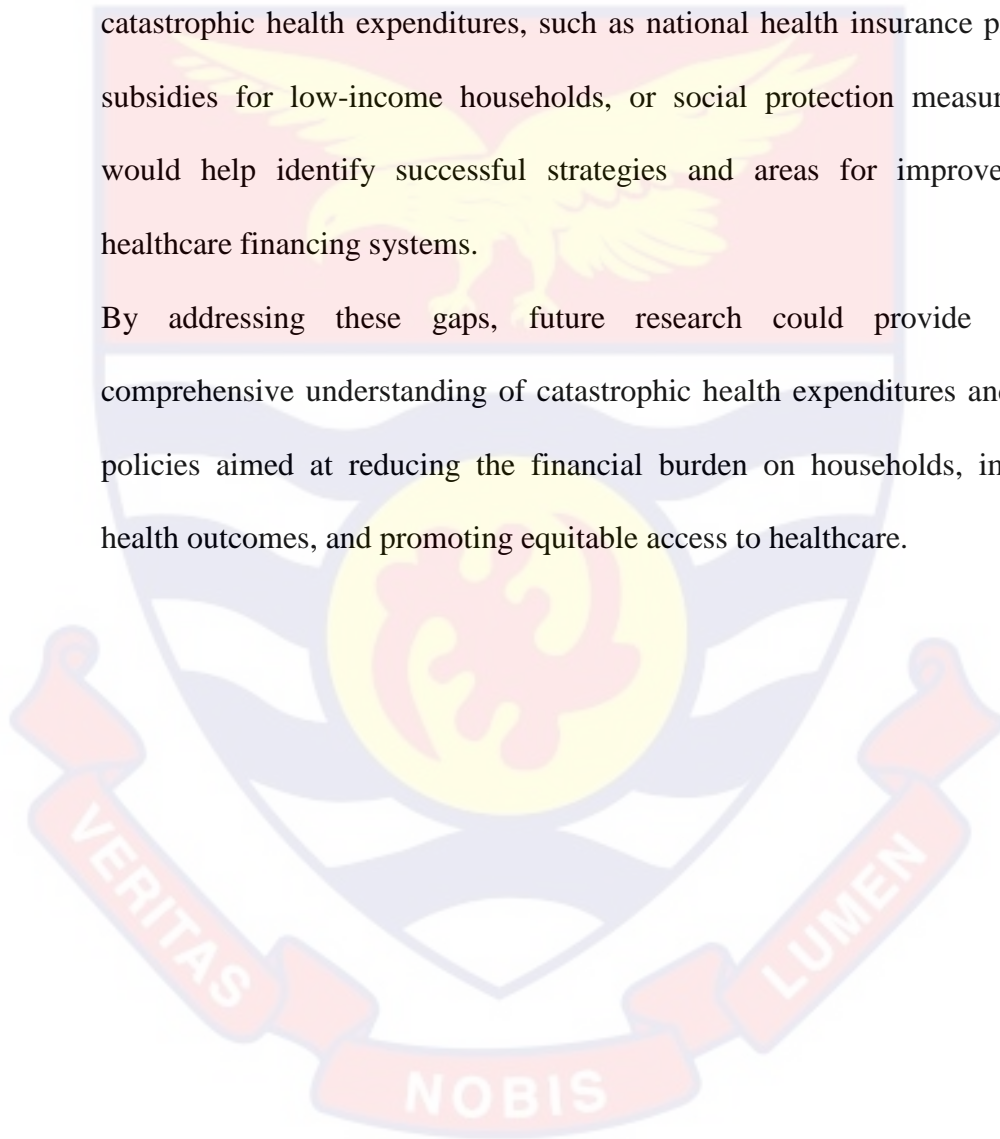 catastrophic health expenditures, such as national health insurance p
subsidies for low-income households, or social protection measur
would help identify successful strategies and areas for improve
healthcare financing systems.
By addressing these gaps, future research could provide
comprehensive understanding of catastrophic health expenditures and
policies aimed at reducing the financial burden on households, in
health outcomes, and promoting equitable access to healthcare.
VERITAS
NOBIS
LUMEN